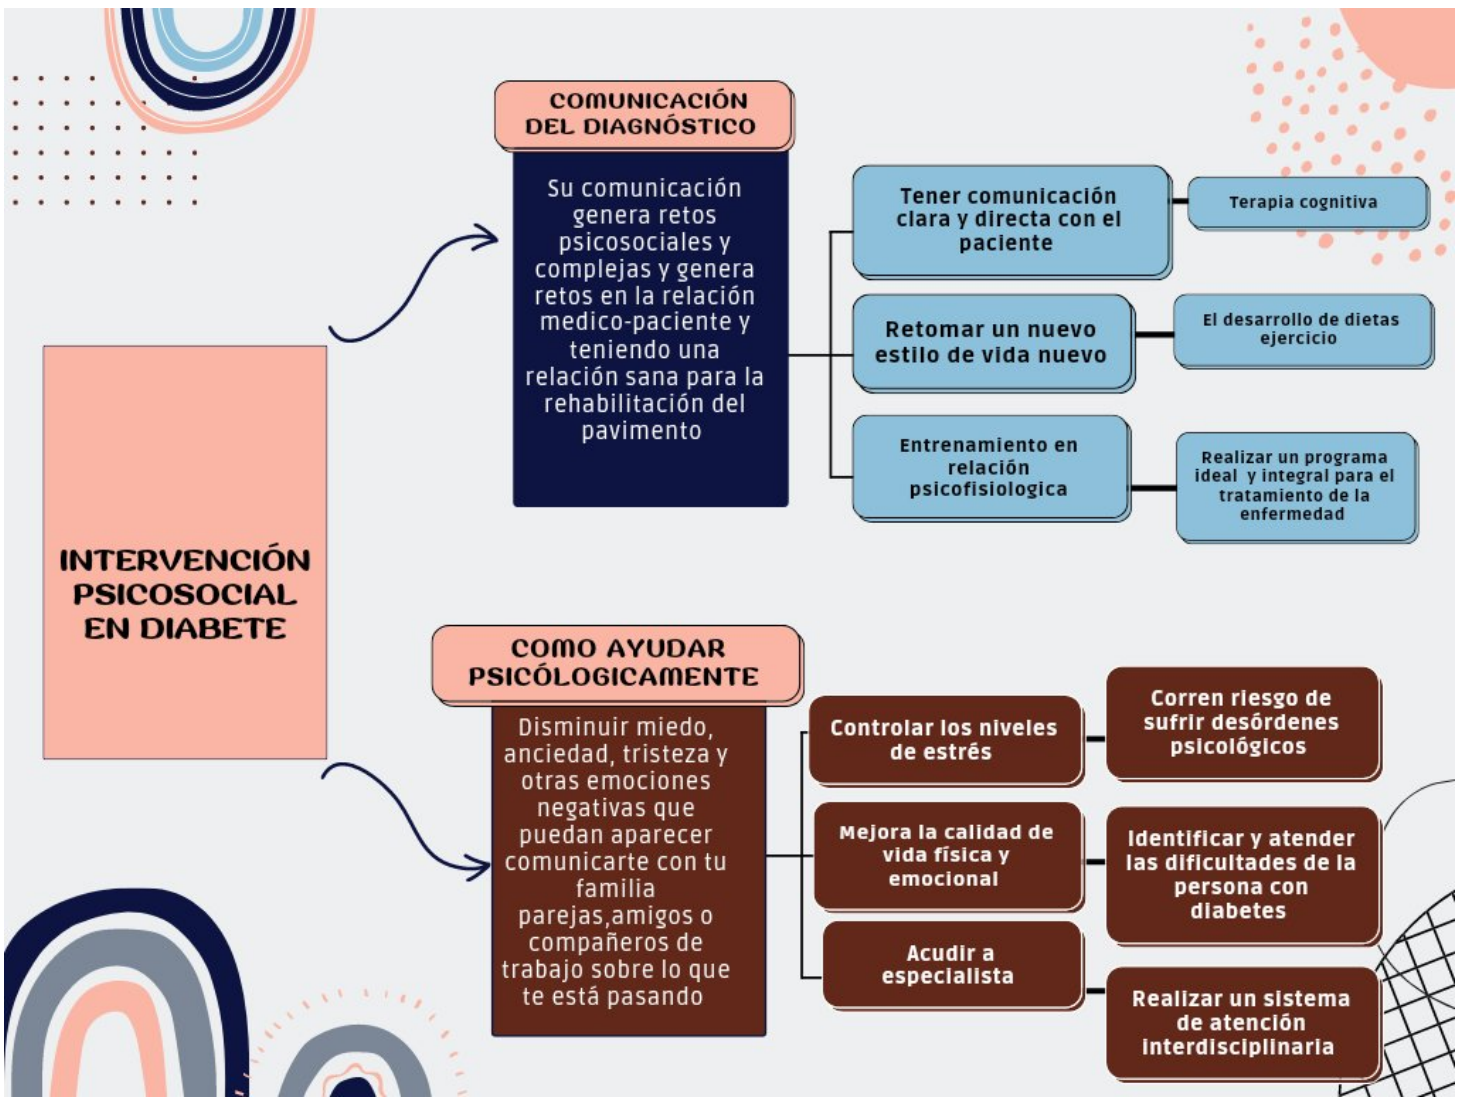 INTERVENCIÓN
PSICOSOCIAL
EN DIABETE
COMUNICACIÓN
DEL DIAGNÓSTICO
Su comunicación
genera retos
psicosociales y
complejas y genera
retos en la relación
medico-paciente y
teniendo una
relación sana para la
rehabilitación del
pavimento
Tener comunicación
clara y directa con el
paciente
Terapia cognitiva
Retomar un nuevo
estilo de vida nuevo
El desarrollo de dietas
ejercicio
Entrenamiento en
relación
psicofisiologica
Realizar un programa
ideal y integral para el
tratamiento de la
enfermedad
COMO AYUDAR
PSICÓLOGICAMENTE
Disminuir miedo,
anciedad, tristeza y
otras emociones
negativas que
puedan aparecer
comunicarte con tu
familia
parejas,amigos o
compañeros de
trabajo sobre lo que
te está pasando
Controlar los niveles
de estrés
Corren riesgo de
sufrir desórdenes
psicológicos
Mejora la calidad de
vida física y
emocional
Identificar y atender
las dificultades de la
persona con
diabetes
Acudir a
especialista
Realizar un sistema
de atención
interdisciplinaria